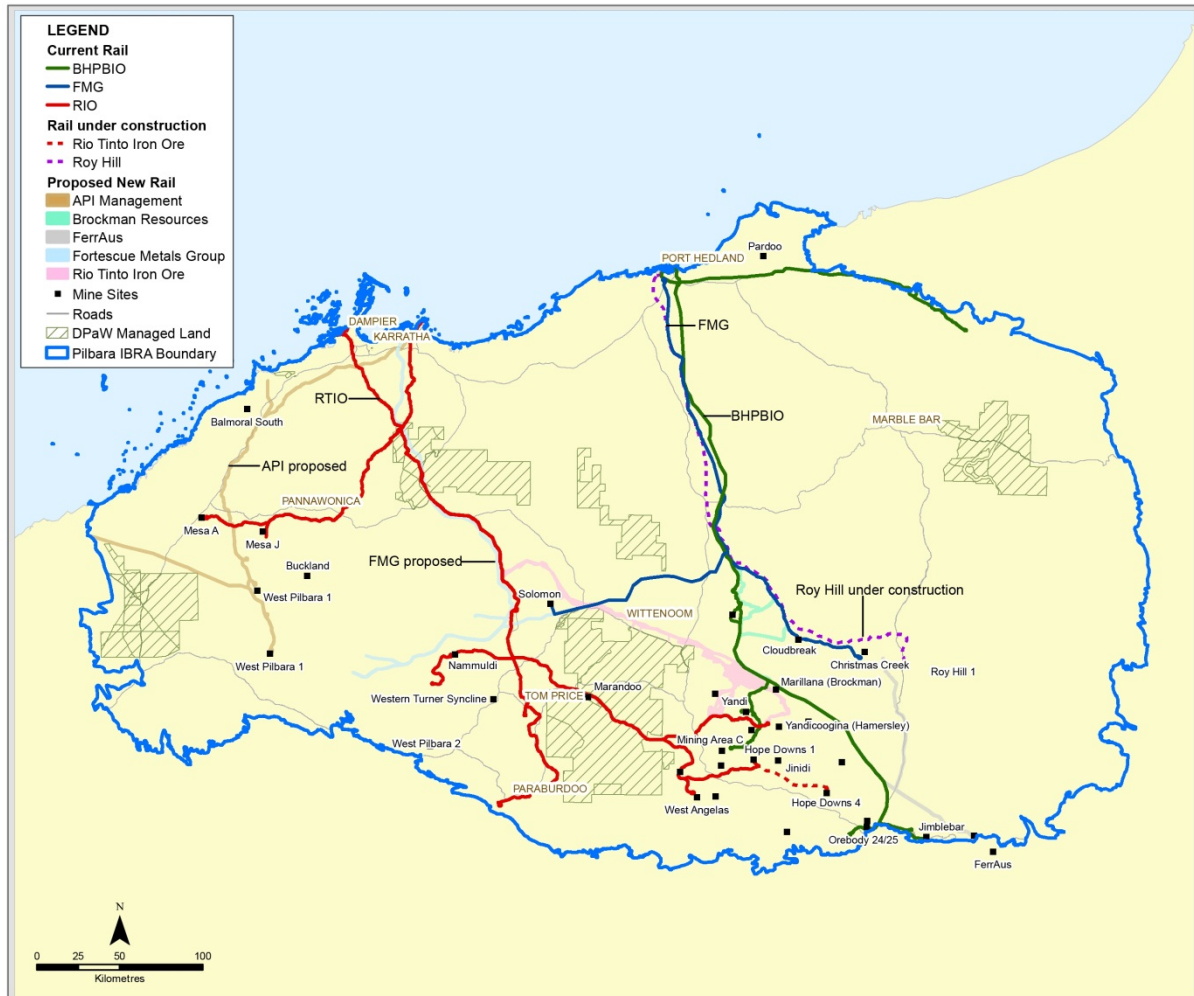 LEGEND
Current Rail
BHPBIO
FMG
RIO
Rail under construction
Rio Tinto Iron Ore
Roy Hill
Proposed New Rail
API Management
Brockman Resources
FerrAus
Fortescue Metals Group
Rio Tinto Iron Ore
Mine Sites
Roads
DPaW Managed Land
Pilbara IBRA Boundary
Pardoo
PORT HEDLAND
DAMPIER
FMG
KARRATHA
RTIO
Balmoral South
BHPBIO
MARBLE BAR
API proposed
PANNAWONICA
Mesa A
Mesa J
FMG proposed
Buckland
West Pilbara 1
Solomon
Roy Hill under construction
WITTENOOM
Cloudbreak
Christmas Creek
West Pilbara 1
Nammuldi
Roy Hill 1
Marandoo
Marillana (Brockman)
Western Turner Syncline
TOM PRICE
Yandi
Yandicoogina (Hamersley)
West Pilbara 2
Mining Area C
Hope Downs 1
Jinidi
PARABURDOO
West Angelas
Hope Downs 4
Jimblebar
Orebody 24/25
FerrAus
N
0 25 50 100
Kilometres